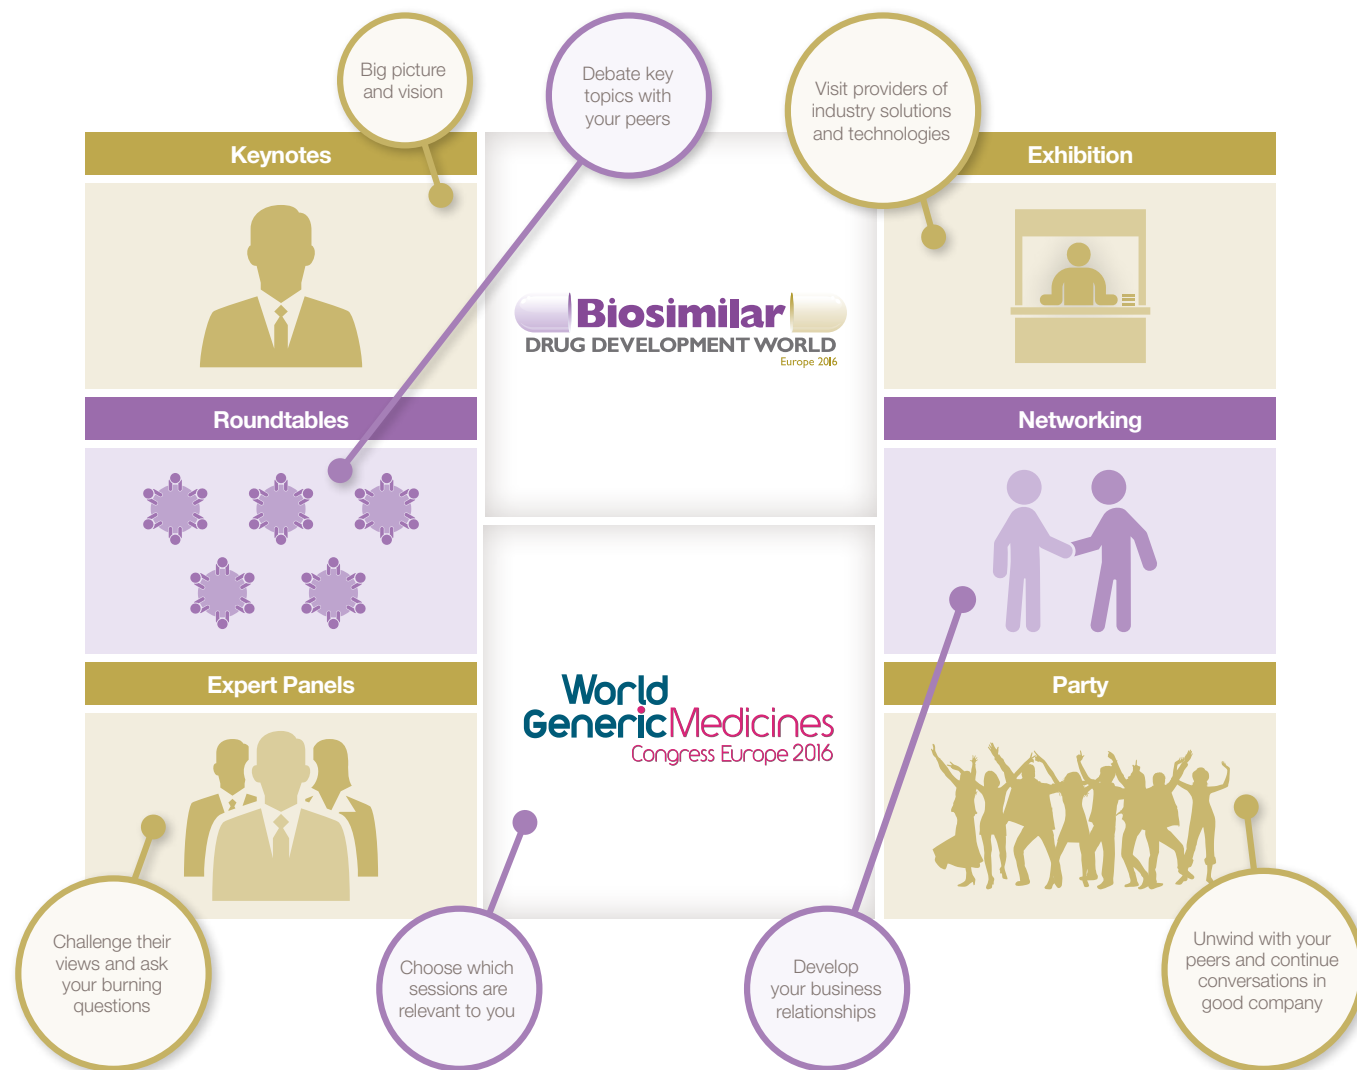 Big picture
and vision
Debate key
topics with
your peers
Visit providers of
industry solutions
and technologies
Keynotes
Exhibition
Biosimilar
DRUG DEVELOPMENT WORLD
Europe 2016
Roundtables
Networking
Expert Panels
Party
World
GenericMedicines
Congress Europe 2016
Challenge their
views and ask
your burning
questions
Choose which
sessions are
relevant to you
Develop
your business
relationships
Unwind with your
peers and continue
conversations in
good company